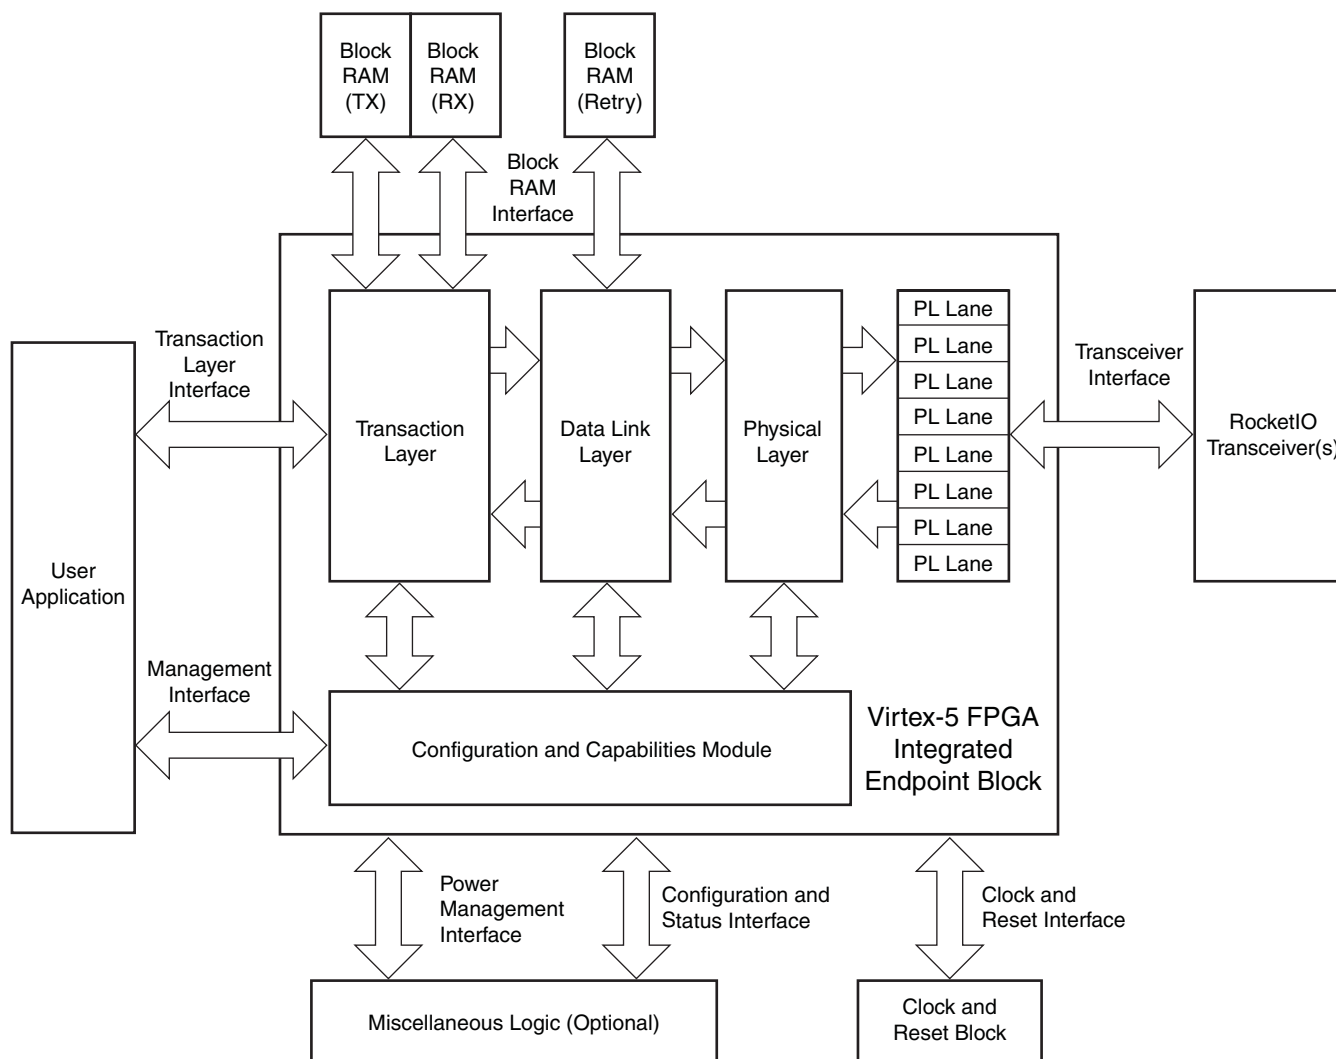 Block
RAM
(TX)
Block
RAM
(RX)
Block
RAM
(Retry)
Block
RAM
Interface
Transaction
Layer
Interface
User
Application
Management
Interface
Transaction
Layer
Data Link
Layer
Physical
Layer
PL Lane
PL Lane
PL Lane
PL Lane
PL Lane
PL Lane
PL Lane
PL Lane
Transceiver
Interface
RocketIO
Transceiver(s)
Configuration and Capabilities Module
Virtex-5 FPGA
Integrated
Endpoint Block
Power
Management
Interface
Configuration and
Status Interface
Clock and
Reset Interface
Miscellaneous Logic (Optional)
Clock and
Reset Block